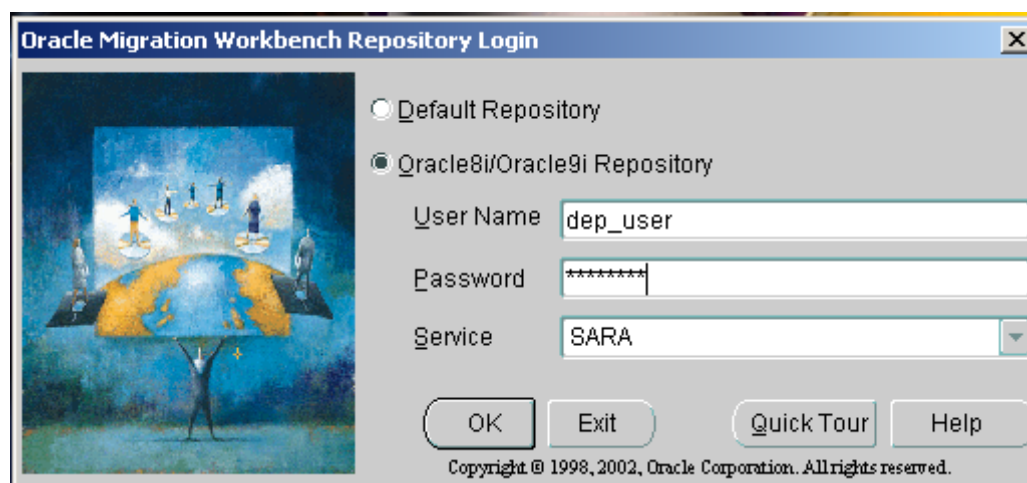 Oracle Migration Workbench Repository Login
Default Repository
Oracle8i/Oracle9i Repository
User Name dep_user
Password ********
Service SARA
OK Exit Quick Tour Help
Copyright © 1998, 2002, Oracle Corporation. All rights reserved.